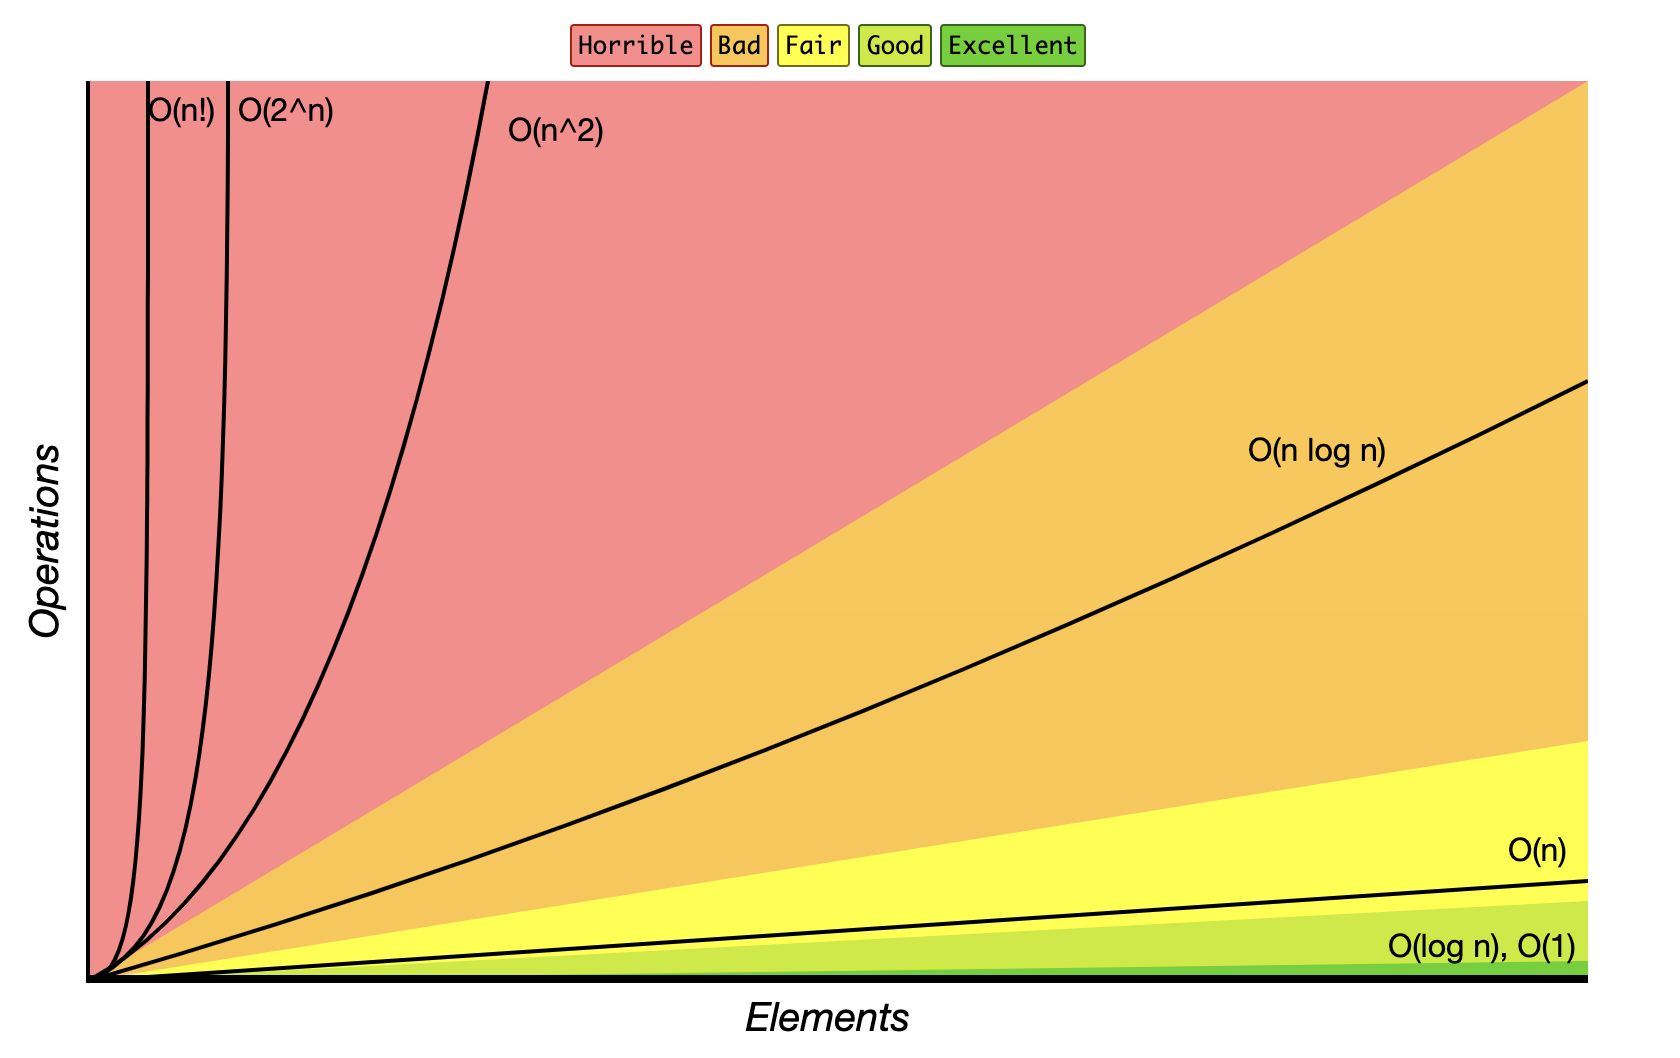 Horrible Bad Fair Good Excellent
O(n!) O(2^n)
O(n^2)
O(n log n)
Operations
O(n)
O(log n), O(1)
Elements